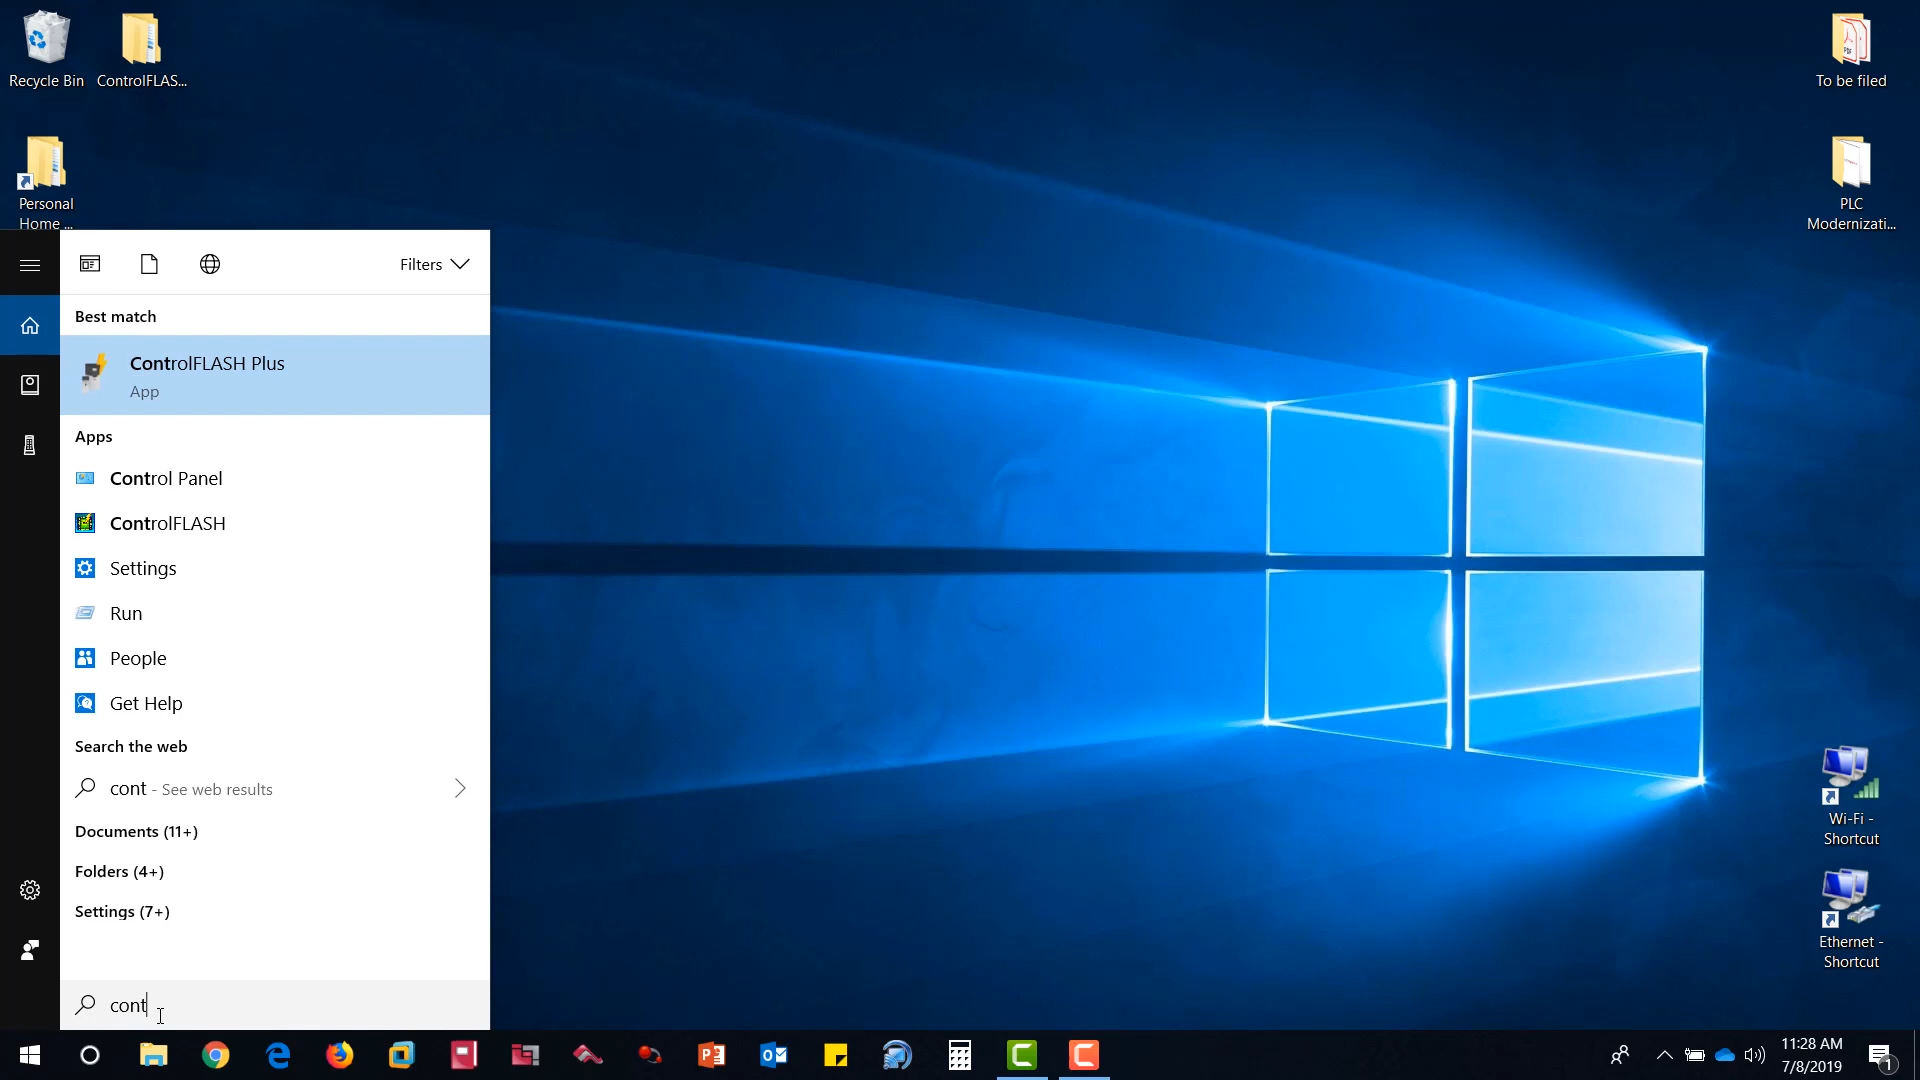 Recycle Bin
ControlFLAS...
Personal
Home ...
To be filed
PLC
Modernizati...
Filters
Best match
ControlFLASH Plus
App
Apps
Control Panel
ControlFLASH
Settings
Run
People
Get Help
Search the web
cont - See web results
Documents (11+)
Folders (4+)
Settings (7+)
cont
Wi-Fi -
Shortcut
Ethernet -
Shortcut
11:28 AM
7/8/2019
1